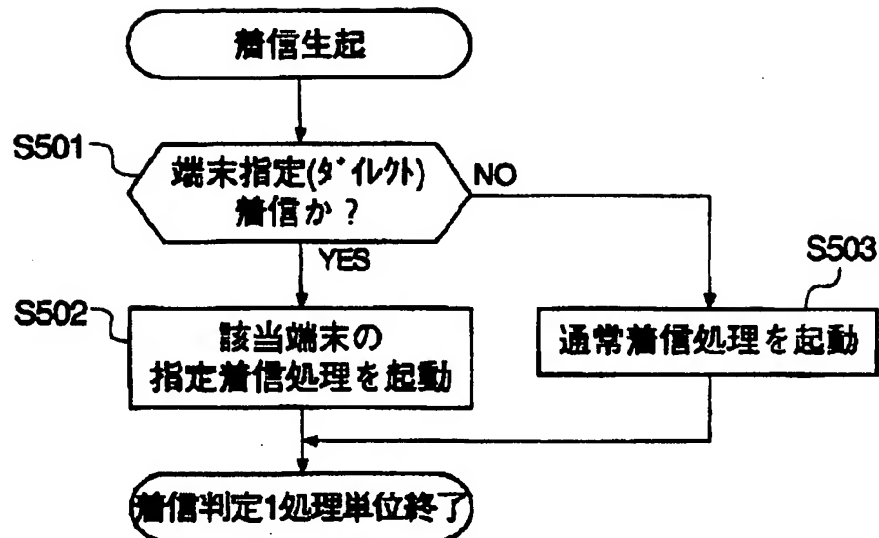 着信生起
S501
端末指定(ダイレクト)
着信か?
NO
YES
S503
S502
該当端末の
指定着信処理を起動
通常着信処理を起動
着信判定1処理単位終了